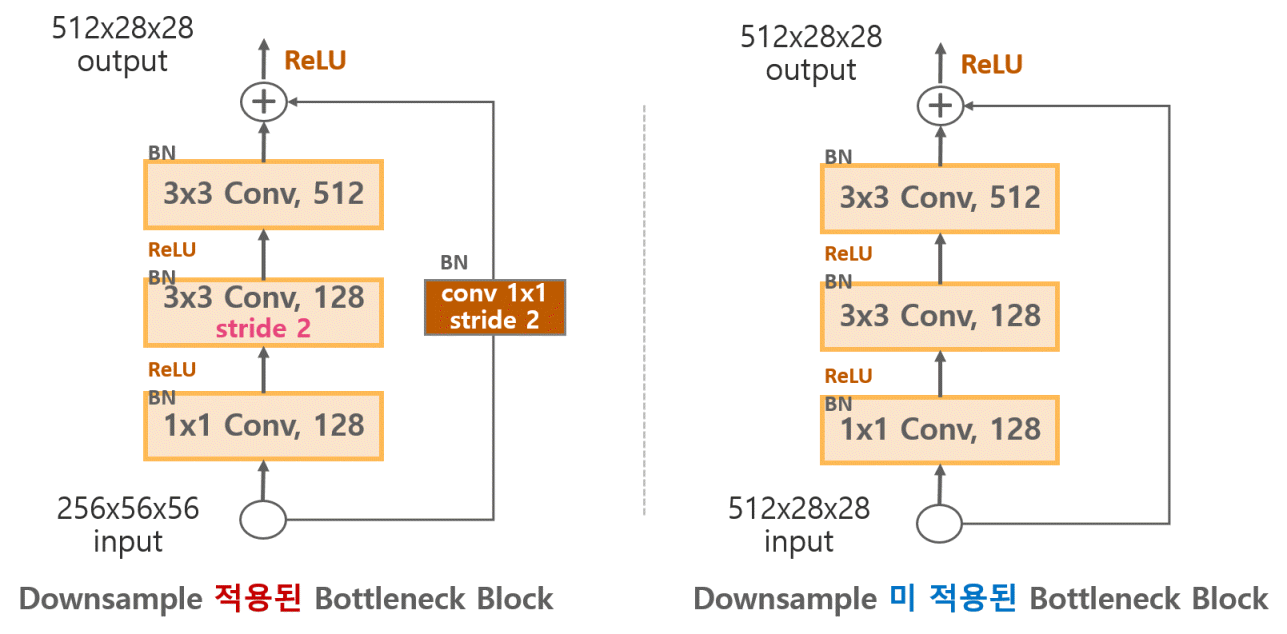 512x28x28
output
ReLU
BN
3x3 Conv, 512
ReLU
BN
3x3 Conv, 128
stride 2
BN
conv 1x1
stride 2
ReLU
BN
1x1 Conv, 128
256x56x56
input
Downsample 적용된 Bottleneck Block
512x28x28
output
ReLU
BN
3x3 Conv, 512
ReLU
BN
3x3 Conv, 128
ReLU
BN
1x1 Conv, 128
512x28x28
input
Downsample 미 적용된 Bottleneck Block